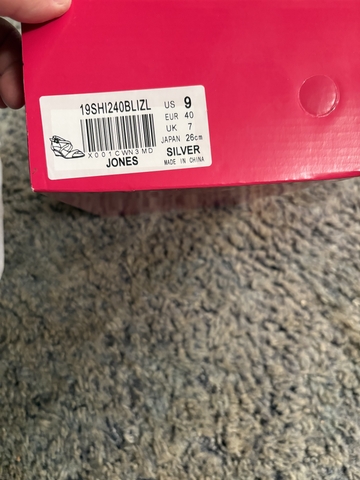 19SHI240BLIZL
US 9
EUR 40
UK 7
JAPAN 26cm
X001CWN3MD
JONES
SILVER
MADE IN CHINA